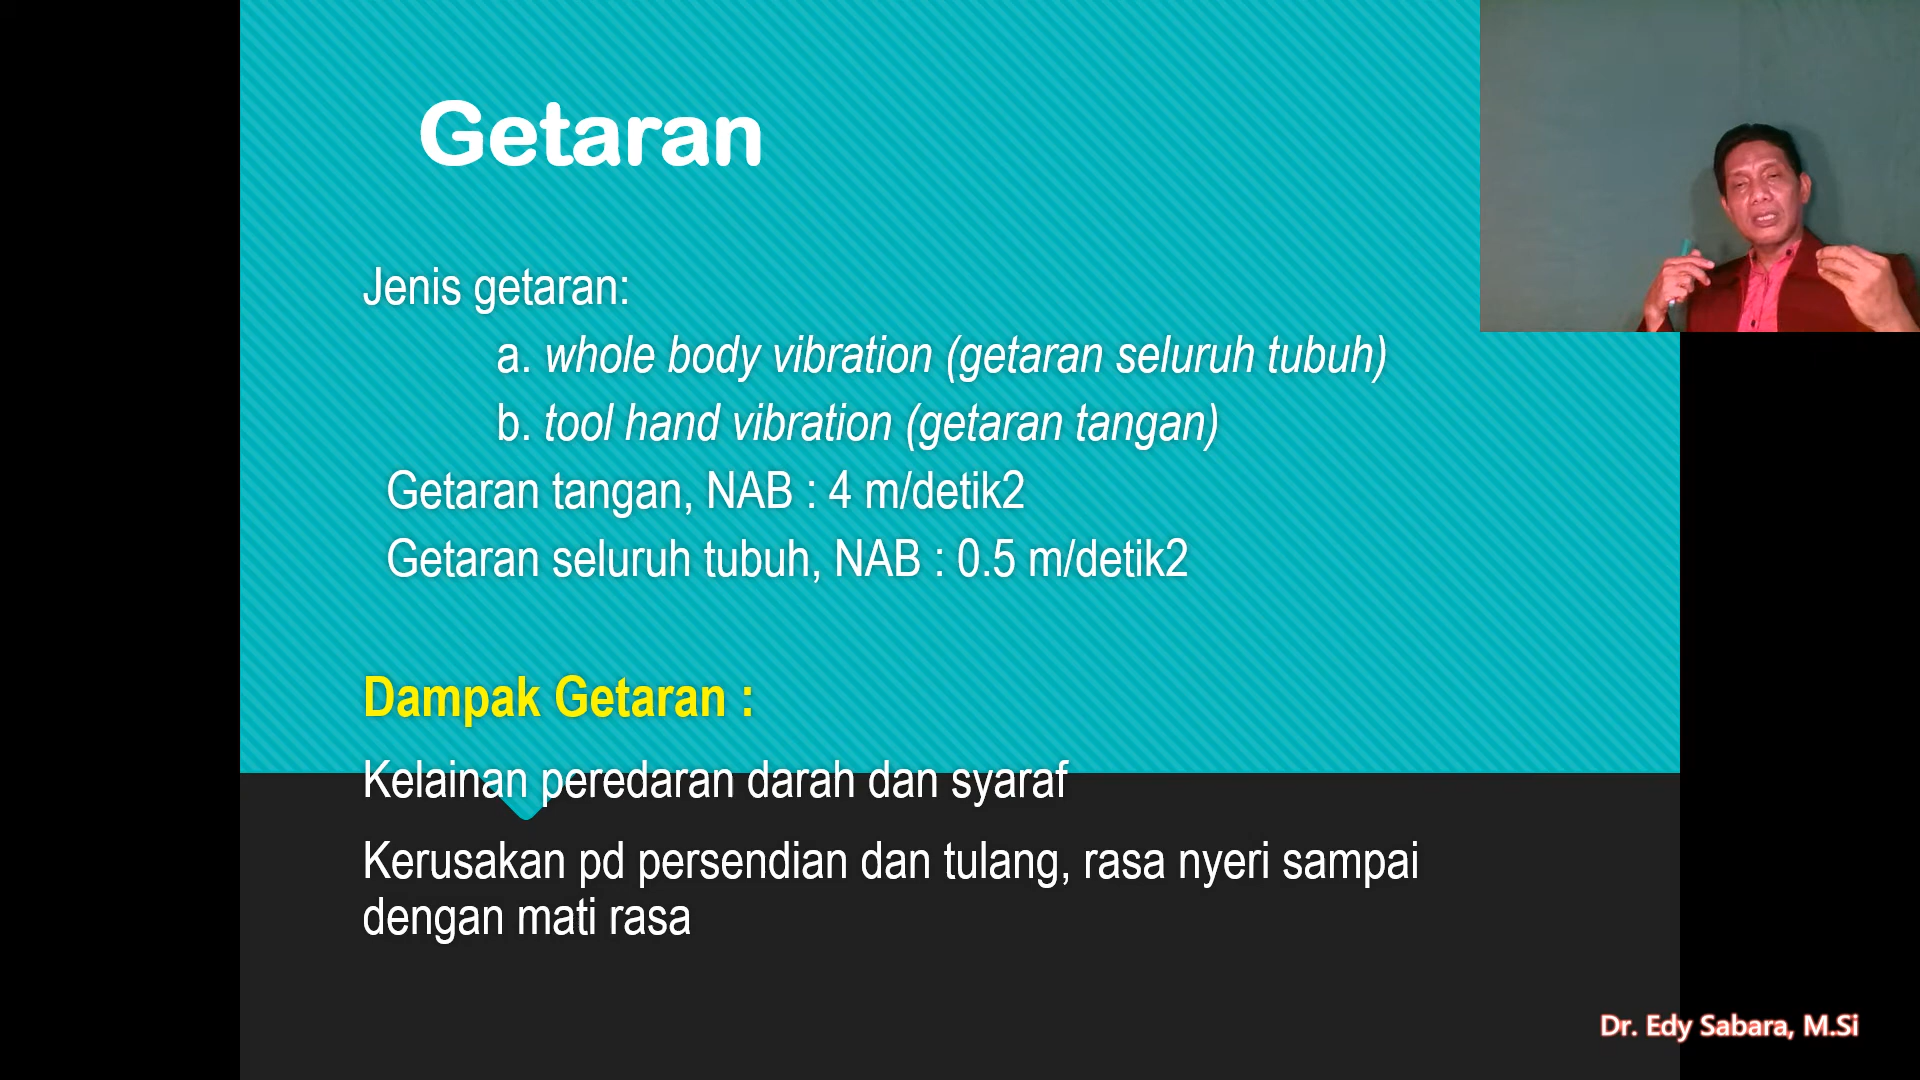 Getaran
Jenis getaran:
a. whole body vibration (getaran seluruh tubuh)
b. tool hand vibration (getaran tangan)
Getaran tangan, NAB : 4 m/detik2
Getaran seluruh tubuh, NAB : 0.5 m/detik2
Dampak Getaran :
Kelainan peredaran darah dan syaraf
Kerusakan pd persendian dan tulang, rasa nyeri sampai
dengan mati rasa
Dr. Edy Sabara, M.Si